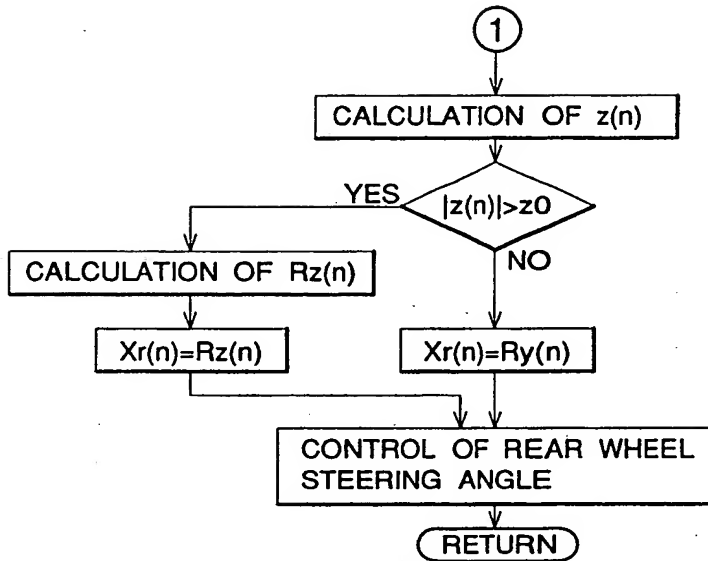 1
CALCULATION OF z(n)
YES
|z(n)|>z0
NO
CALCULATION OF Rz(n)
Xr(n)=Rz(n)
Xr(n)=Ry(n)
CONTROL OF REAR WHEEL
STEERING ANGLE
RETURN